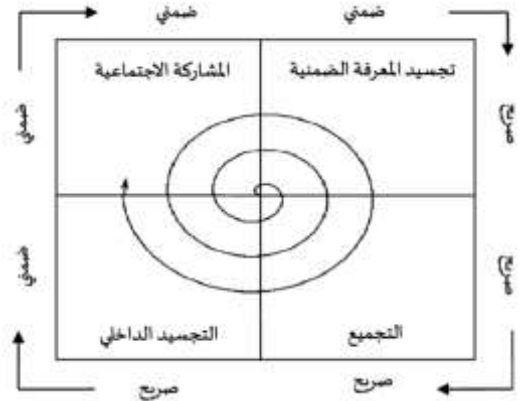 ضمني
ضمني
تجسيد المعرفة الضمنية
المشاركة الاجتماعية
صريح
ضمني
صريح
ضمني
التجميع
التجسيد الداخلي
صريح
صريح